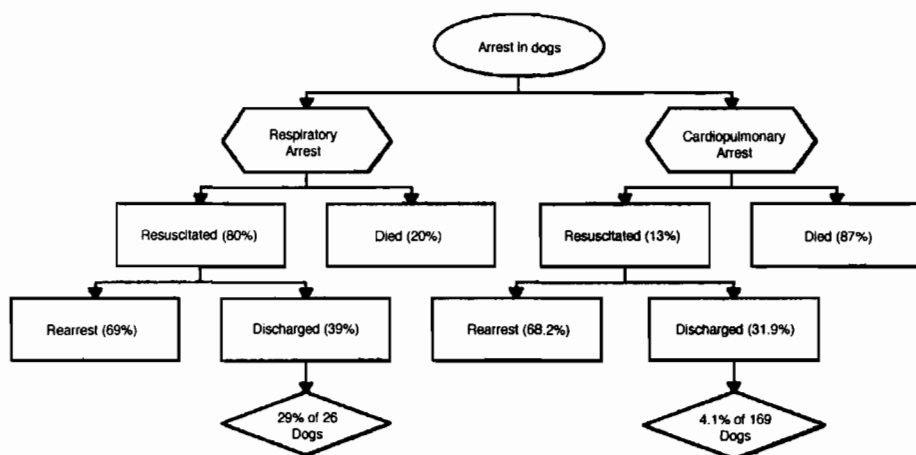 Arrest in dogs
Respiratory
Arrest
Cardiopulmonary
Arrest
Resuscitated (80%)
Died (20%)
Resuscitated (13%)
Died (87%)
Rearrest (69%)
Discharged (39%)
Rearrest (68.2%)
Discharged (31.9%)
29% of 26
Dogs
4.1% of 169
Dogs